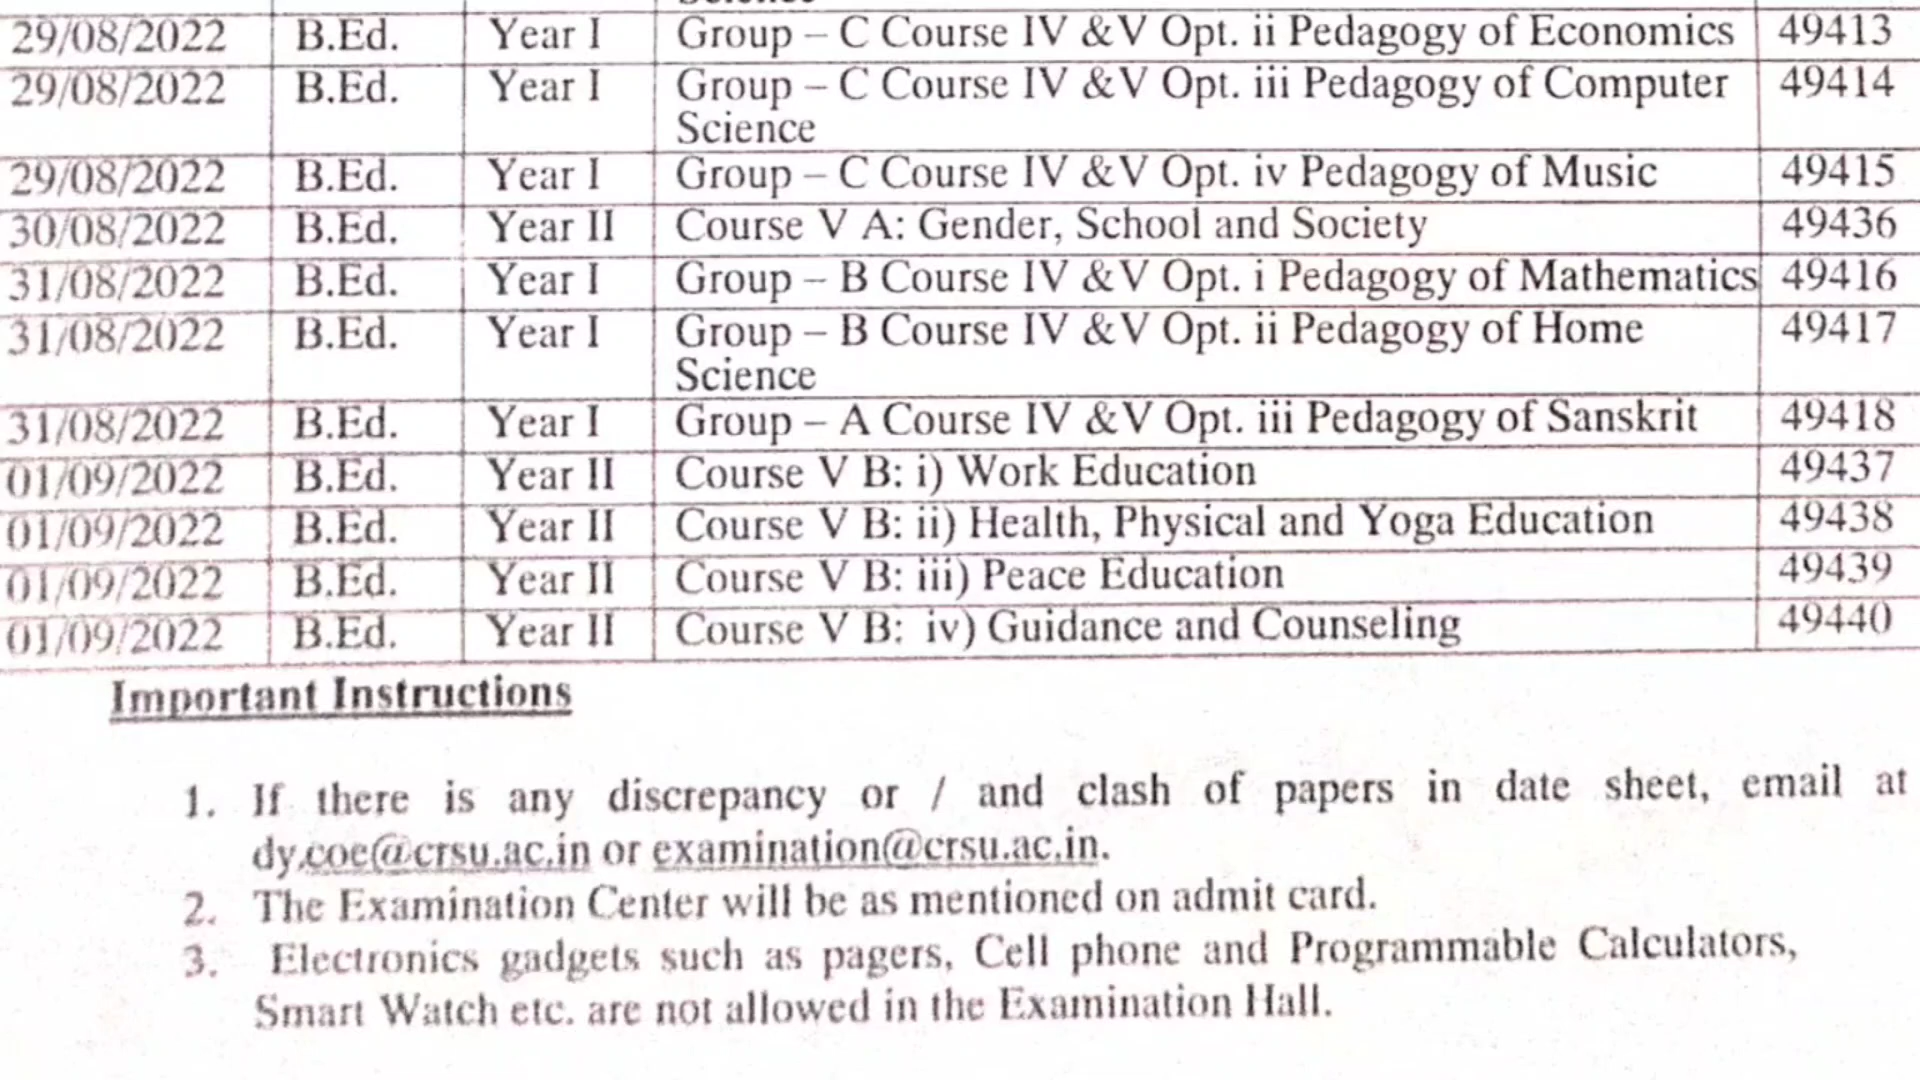 Science
29/08/2022 B.Ed. Year I Group – C Course IV &V Opt. ii Pedagogy of Economics 49413
29/08/2022 B.Ed. Year I Group – C Course IV &V Opt. iii Pedagogy of Computer 49414
Science
29/08/2022 B.Ed. Year I Group – C Course IV &V Opt. iv Pedagogy of Music 49415
30/08/2022 B.Ed. Year II Course V A: Gender, School and Society 49436
31/08/2022 B.Ed. Year I Group – B Course IV &V Opt. i Pedagogy of Mathematics 49416
31/08/2022 B.Ed. Year I Group – B Course IV &V Opt. ii Pedagogy of Home 49417
Science
31/08/2022 B.Ed. Year I Group – A Course IV &V Opt. iii Pedagogy of Sanskrit 49418
01/09/2022 B.Ed. Year II Course V B: i) Work Education 49437
01/09/2022 B.Ed. Year II Course V B: ii) Health, Physical and Yoga Education 49438
01/09/2022 B.Ed. Year II Course V B: iii) Peace Education 49439
01/09/2022 B.Ed. Year II Course V B: iv) Guidance and Counseling 49440
Important Instructions
1. If there is any discrepancy or / and clash of papers in date sheet, email at
dy.coe@crsu.ac.in or examination@crsu.ac.in.
2. The Examination Center will be as mentioned on admit card.
3. Electronics gadgets such as pagers, Cell phone and Programmable Calculators,
Smart Watch etc. are not allowed in the Examination Hall.